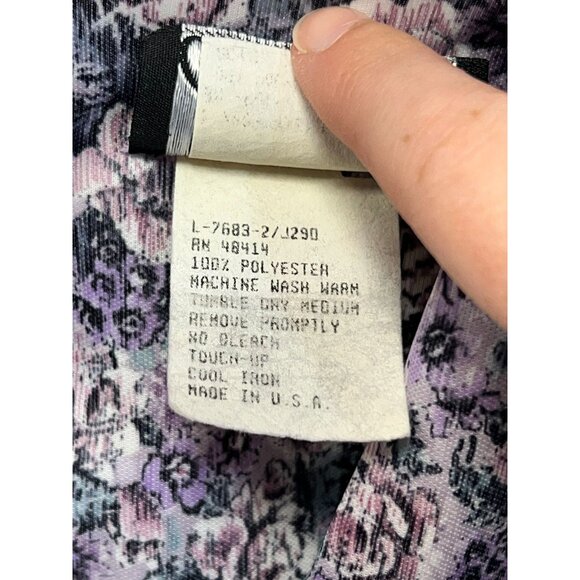 L-7683-2/J290
RN 48414
100% POLYESTER
MACHINE WASH WARM
TUMBLE DRY MEDIUM
REMOVE PROMPTLY
NO BLEACH
TOUCH-UP
COOL IRON
MADE IN U.S.A.